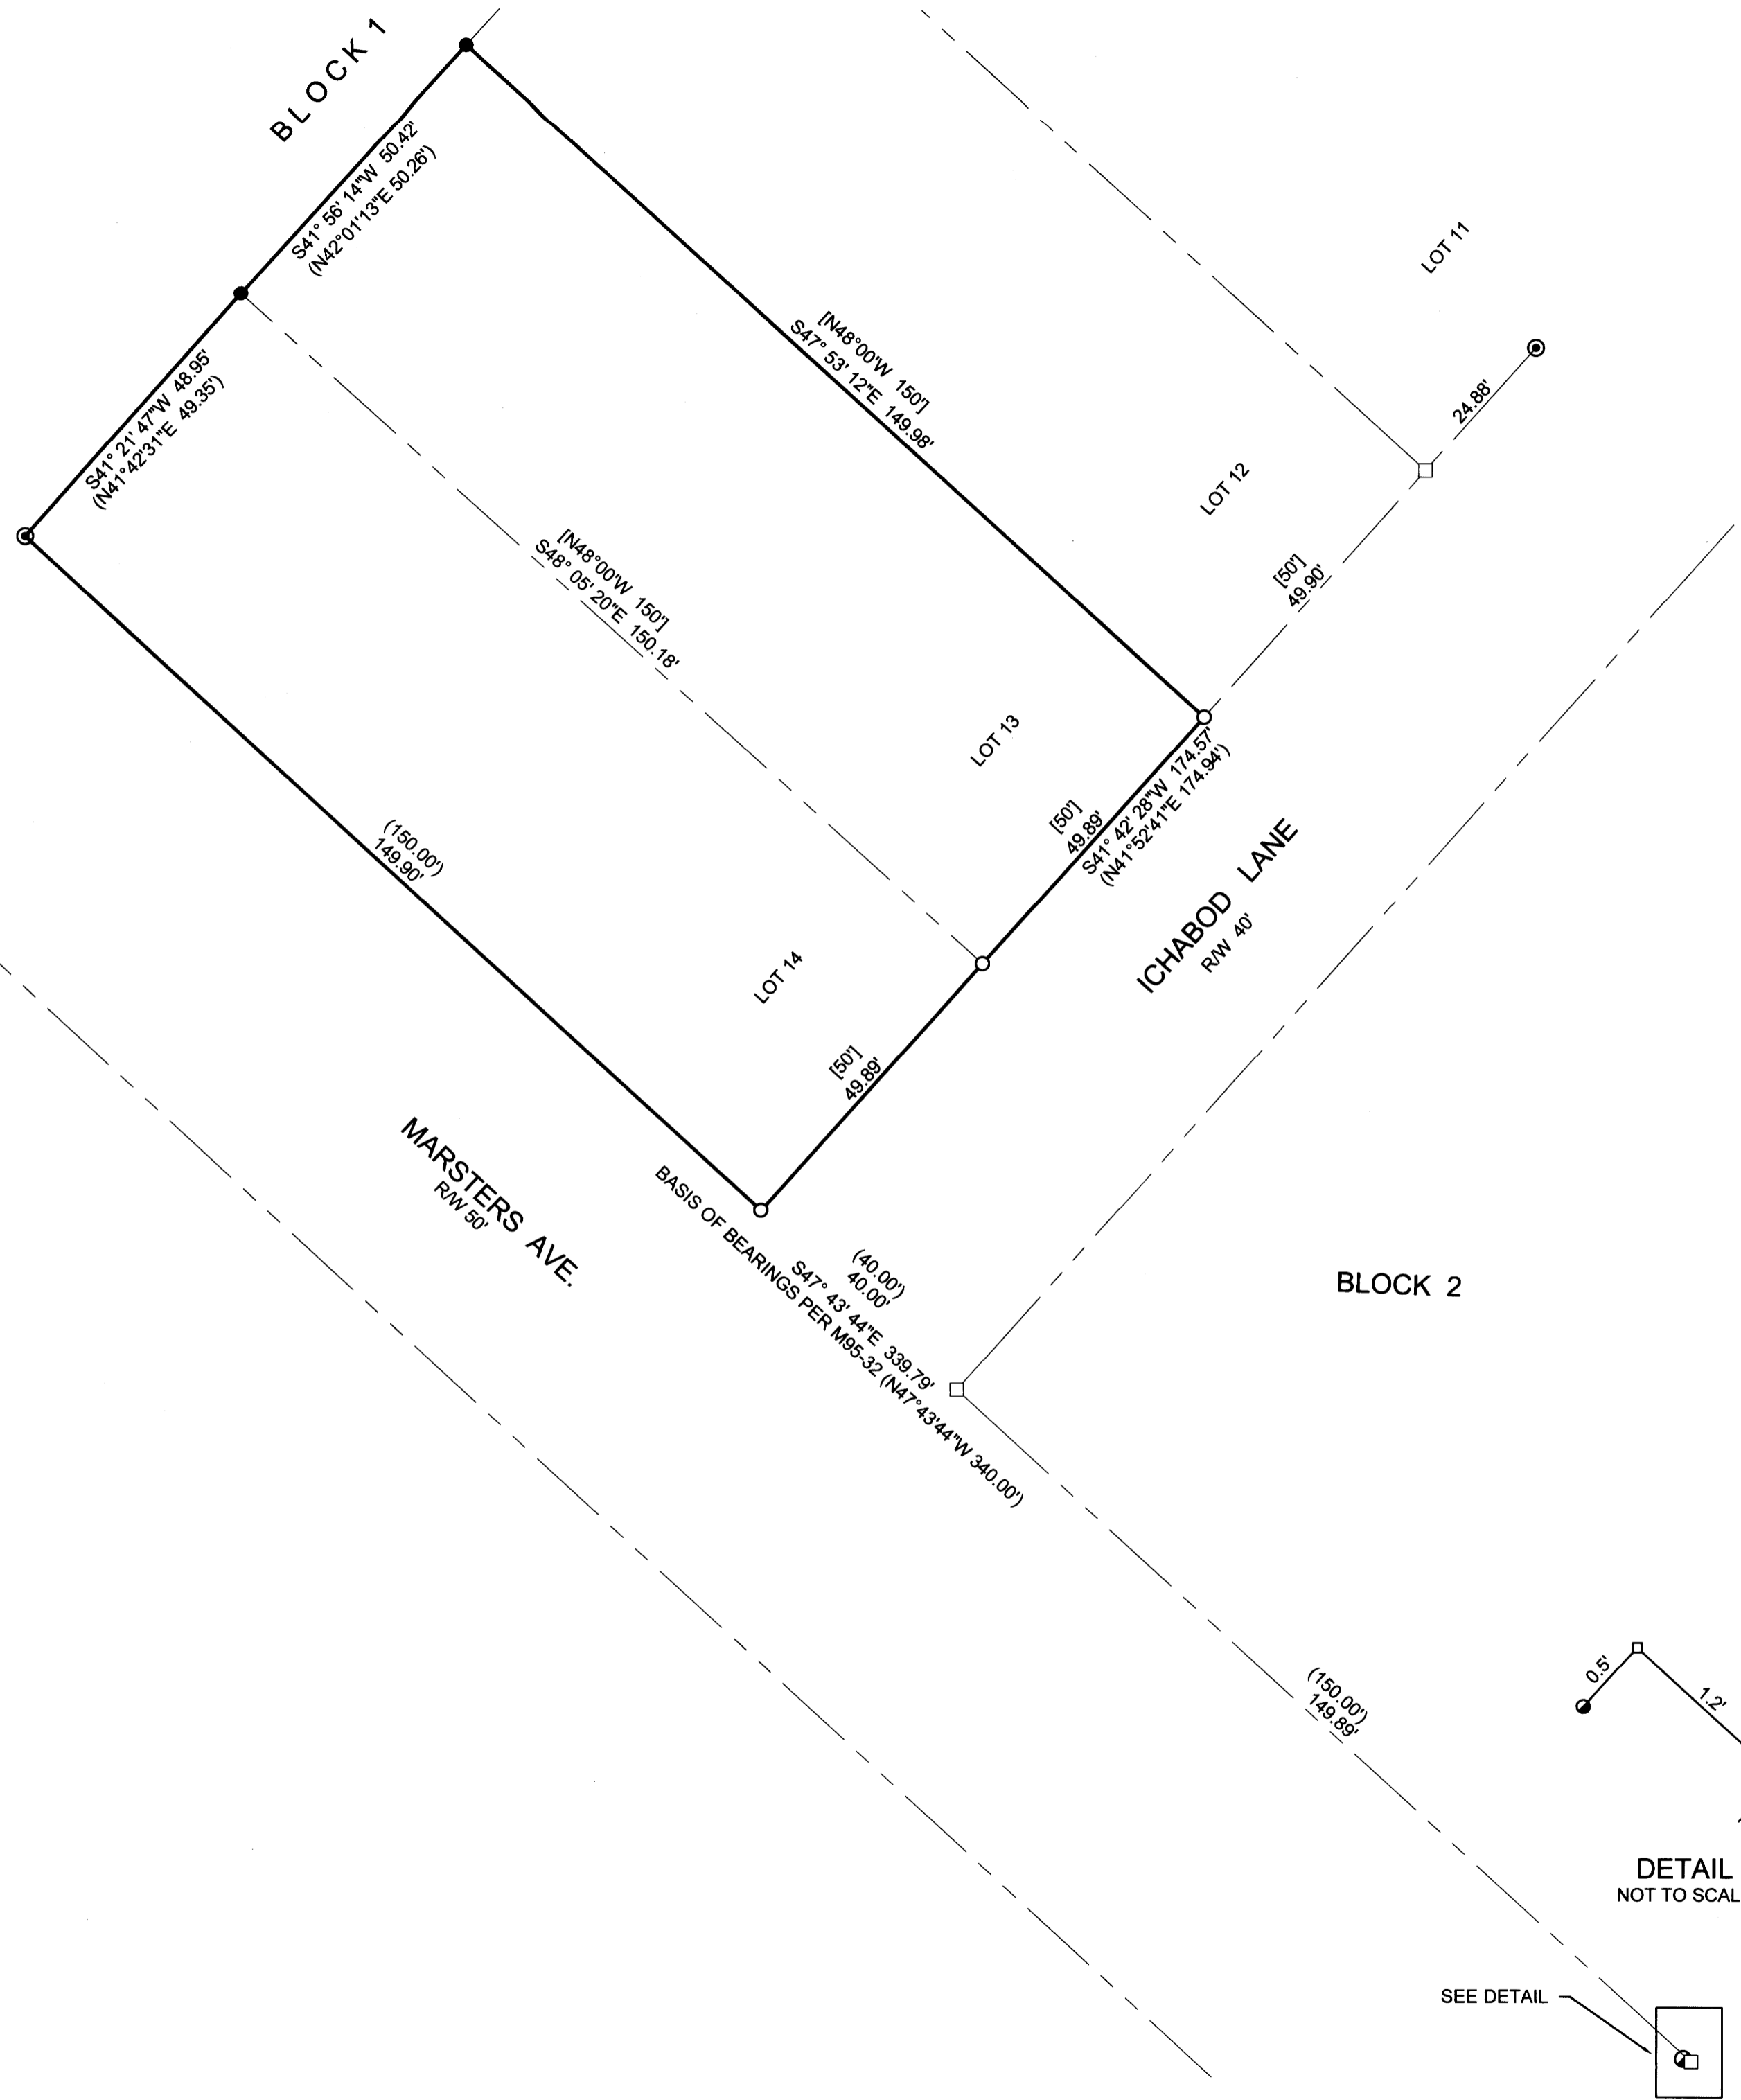 BLOCK 1
S41° 56' 14"W 50.42'
(N42°01'13"E 50.26')
S41° 21' 47"W 48.95'
(N41°42'31"E 49.35')
[N48°00'W 150']
S47° 53' 12"E 149.98'
LOT 11
24.88'
LOT 12
[50']
49.90'
[N48°00'W 150']
S48° 05' 20"E 150.18'
LOT 13
[50']
49.89'
S41° 42' 28"W 174.57'
(N41°52'41"E 174.94')
ICHABOD LANE
R/W 40'
(150.00')
149.90'
LOT 14
[50']
49.89'
MARSTERS AVE.
R/W 50'
(40.00')
40.00'
S47° 43' 44"E 339.79'
BASIS OF BEARINGS PER M95-32 (N47°43'44"W 340.00')
BLOCK 2
(150.00')
149.89'
0.5'
1.2'
DETAIL
NOT TO SCAL
SEE DETAIL